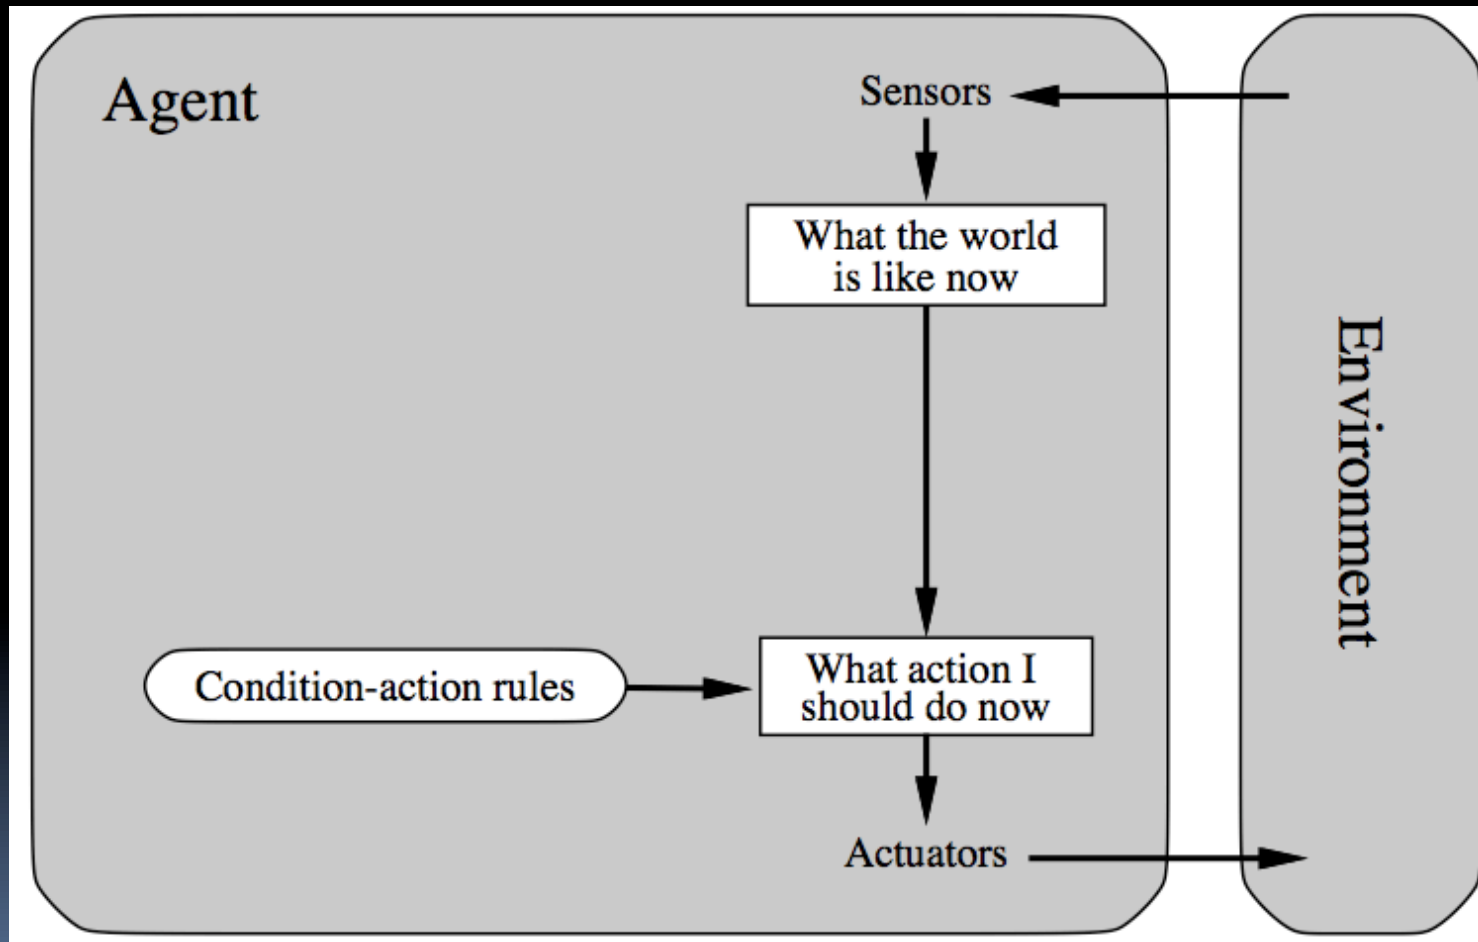 Agent
Sensors
What the world
is like now
Environment
Condition-action rules
What action I
should do now
Actuators